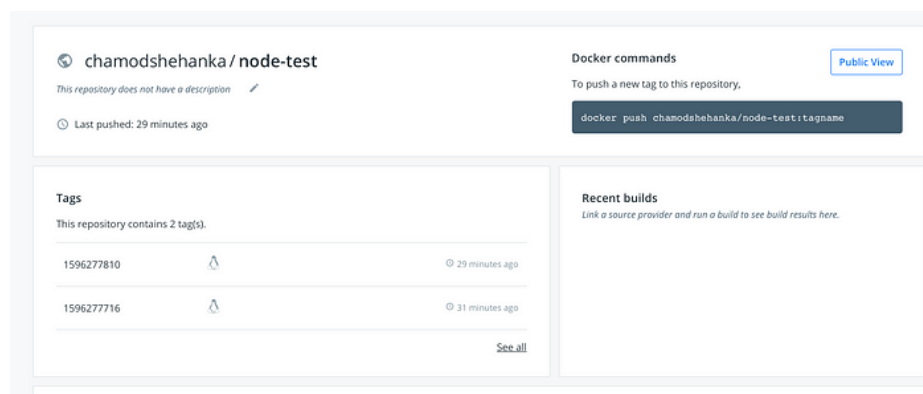 chamodshehanka / node-test
This repository does not have a description
Last pushed: 29 minutes ago
Docker commands
Public View
To push a new tag to this repository,
docker push chamodshehanka/node-test:tagname
Tags
This repository contains 2 tag(s).
1596277810 29 minutes ago
1596277716 31 minutes ago
See all
Recent builds
Link a source provider and run a build to see build results here.